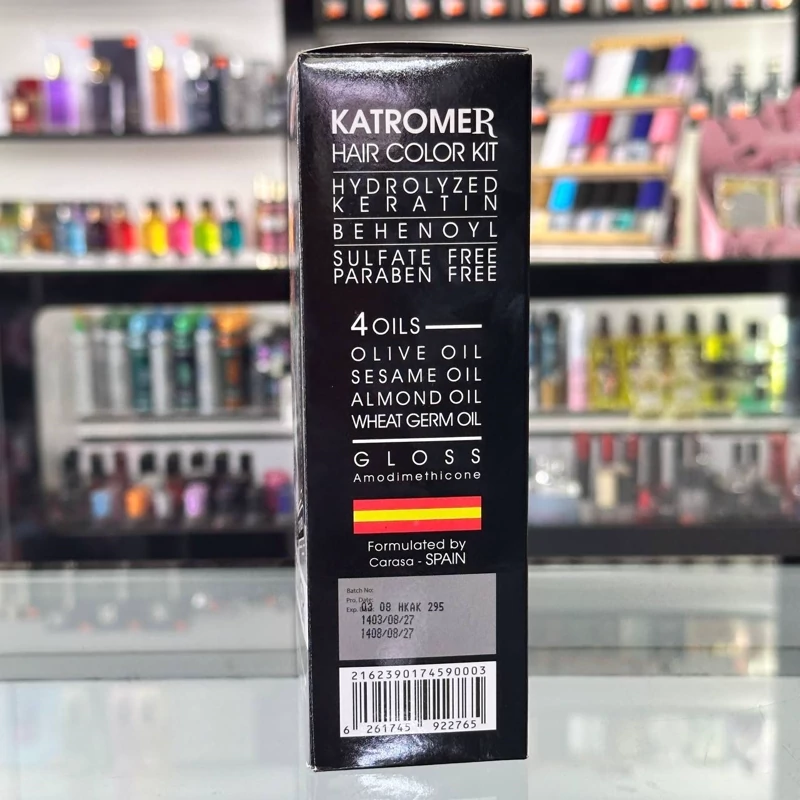 KATROMER
HAIR COLOR KIT
HYDROLYZED
KERATIN
BEHENOYL
SULFATE FREE
PARABEN FREE
4 OILS
OLIVE OIL
SESAME OIL
ALMOND OIL
WHEAT GERM OIL
GLOSS
Amodimethicone
Formulated by
Carasa - SPAIN
Batch No:
Pro. Date:
Exp.
03 08 HKAK 295
1403/08/27
1408/08/27
2162390174590003
6 261745 922765